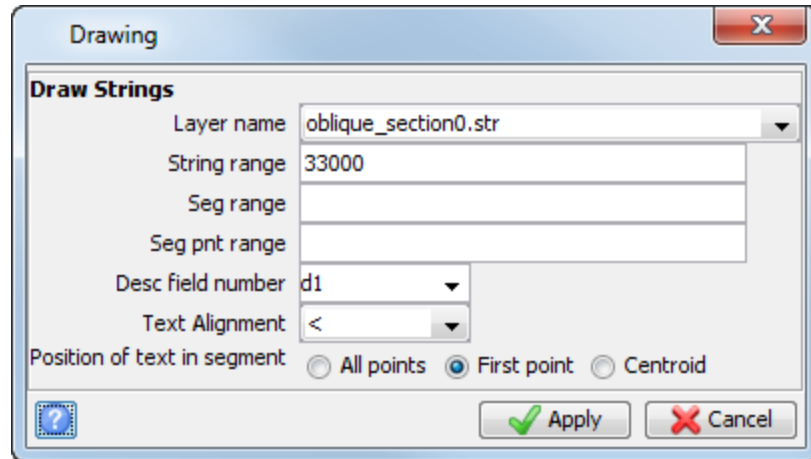 Drawing
Draw Strings
Layer name oblique_section0.str
String range 33000
Seg range
Seg pnt range
Desc field number d1
Text Alignment <
Position of text in segment All points First point Centroid
? Apply Cancel